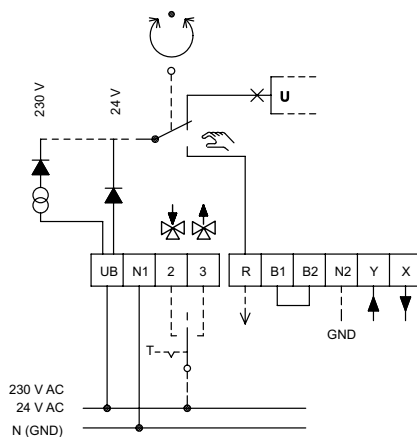 230 V
24 V
U
UB N1 2 3 R B1 B2 N2 Y X
GND
T
230 V AC
24 V AC
N (GND)